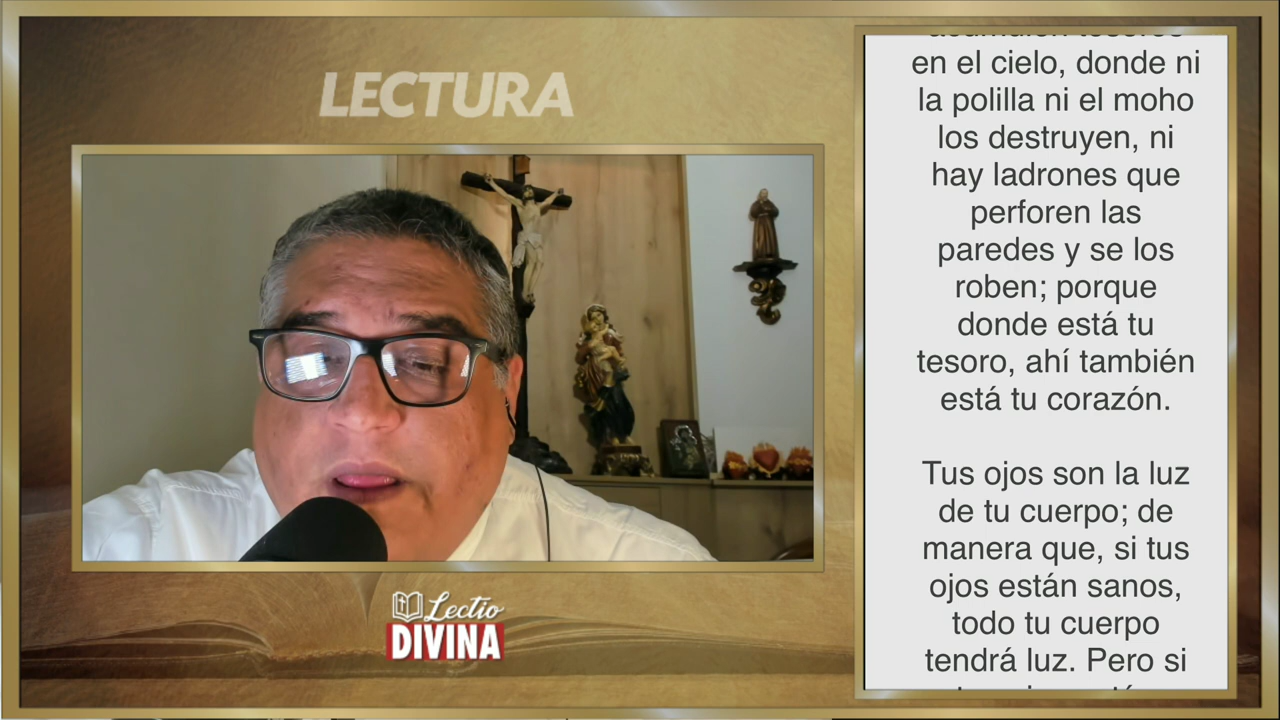 LECTURA
Lectio
DIVINA
en el cielo, donde ni
la polilla ni el moho
los destruyen, ni
hay ladrones que
perforen las
paredes y se los
roben; porque
donde está tu
tesoro, ahí también
está tu corazón.
Tus ojos son la luz
de tu cuerpo; de
manera que, si tus
ojos están sanos,
todo tu cuerpo
tendrá luz. Pero si